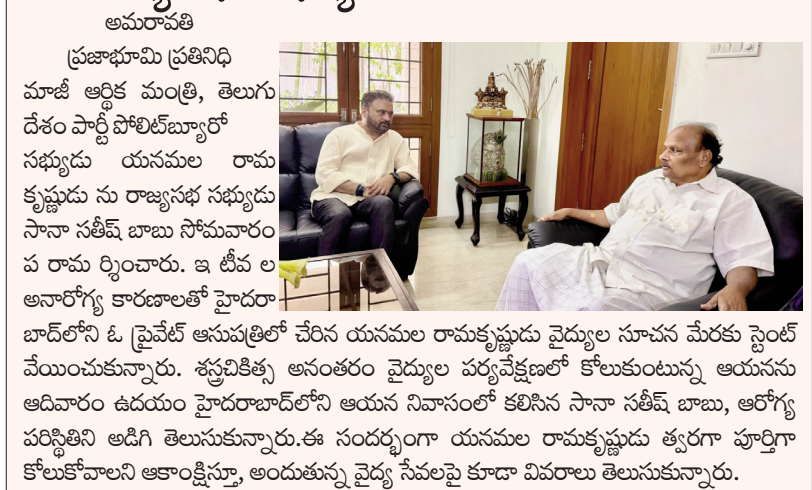 అమరావతి
ప్రజాభూమి ప్రతినిధి
మాజీ ఆర్థిక మంత్రి, తెలుగు
దేశం పార్టీ పోలిట్‌బ్యూరో
సభ్యుడు యనమల రామ
కృష్ణుడు ను రాజ్యసభ సభ్యుడు
సానా సతీష్ బాబు సోమవారం
ప రామ ర్శించారు. ఇ టీవ ల
అనారోగ్య కారణాలతో హైదరా
బాద్‌లోని ఓ ప్రైవేట్ ఆసుపత్రిలో చేరిన యనమల రామకృష్ణుడు వైద్యుల సూచన మేరకు స్టెంట్
వేయించుకున్నారు. శస్త్రచికిత్స అనంతరం వైద్యుల పర్యవేక్షణలో కోలుకుంటున్న ఆయనను
ఆదివారం ఉదయం హైదరాబాద్‌లోని ఆయన నివాసంలో కలిసిన సానా సతీష్ బాబు, ఆరోగ్య
పరిస్థితిని అడిగి తెలుసుకున్నారు.ఈ సందర్భంగా యనమల రామకృష్ణుడు త్వరగా పూర్తిగా
కోలుకోవాలని ఆకాంక్షిస్తూ, అందుతున్న వైద్య సేవలపై కూడా వివరాలు తెలుసుకున్నారు.